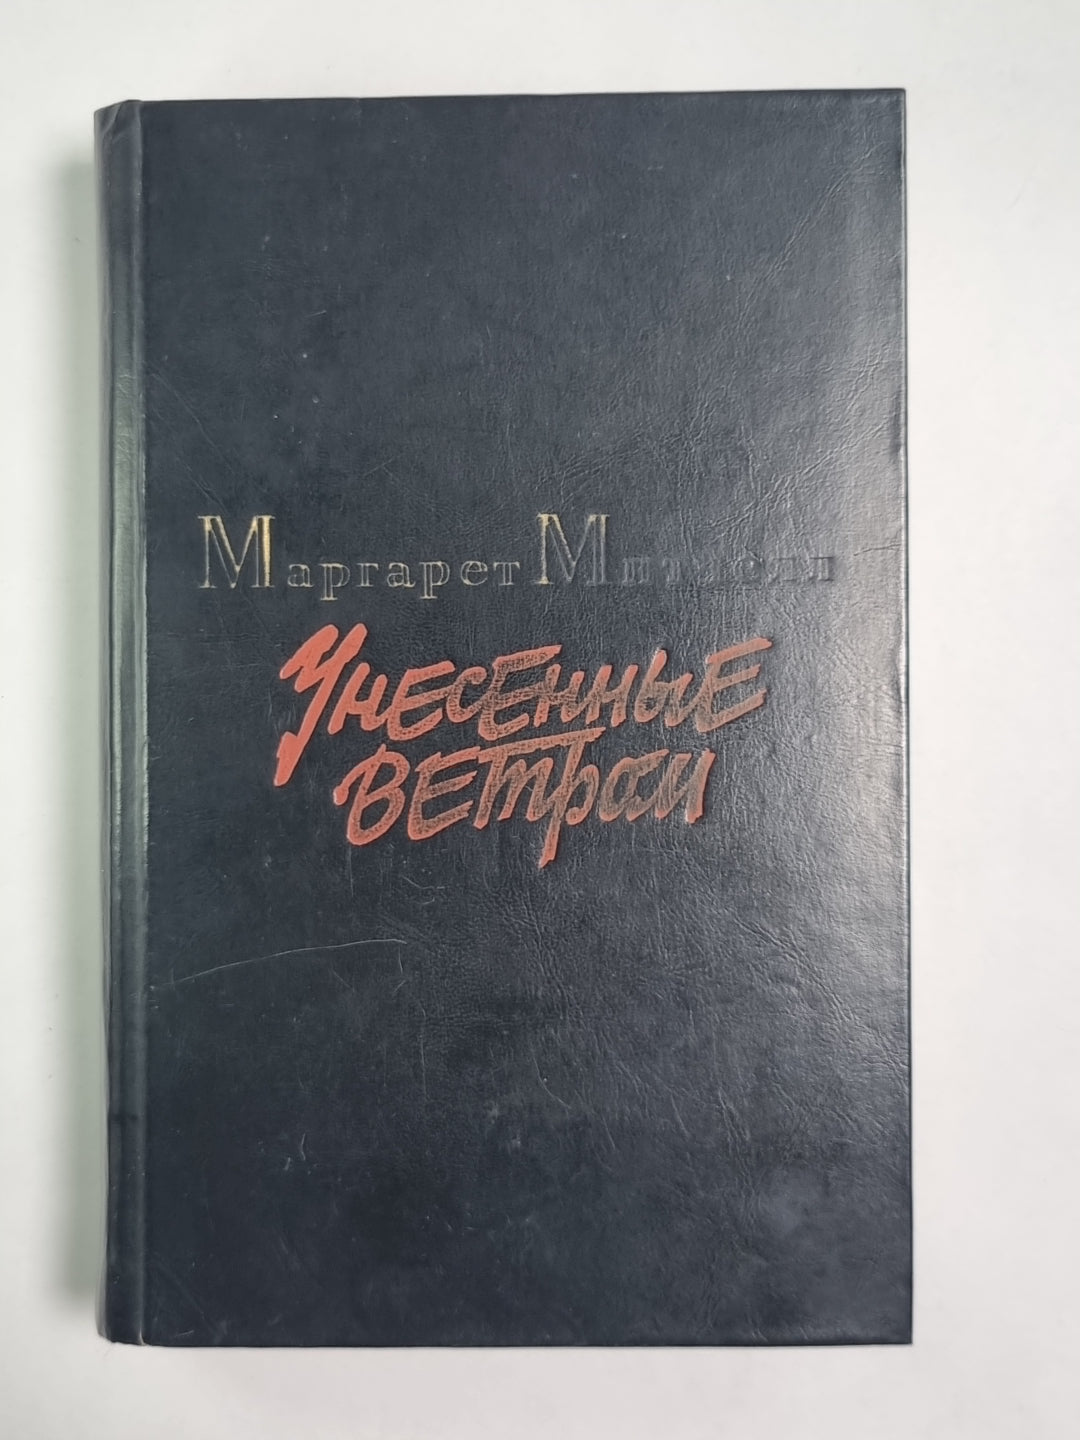 Маргарет Митчелл
Унесенные
ветром